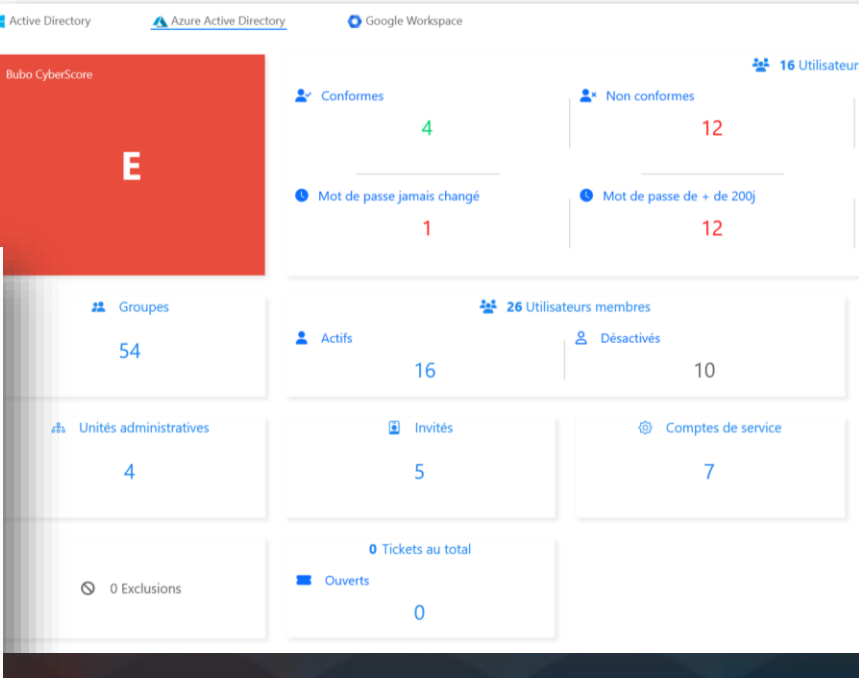 Active Directory
Azure Active Directory
Google Workspace
Bubo CyberScore
E
16 Utilisateur
Conformes
4
Non conformes
12
Mot de passe jamais changé
1
Mot de passe de + de 200j
12
Groupes
54
26 Utilisateurs membres
Actifs
16
Désactivés
10
Unités administratives
4
Invités
5
Comptes de service
7
0 Exclusions
0 Tickets au total
Ouverts
0